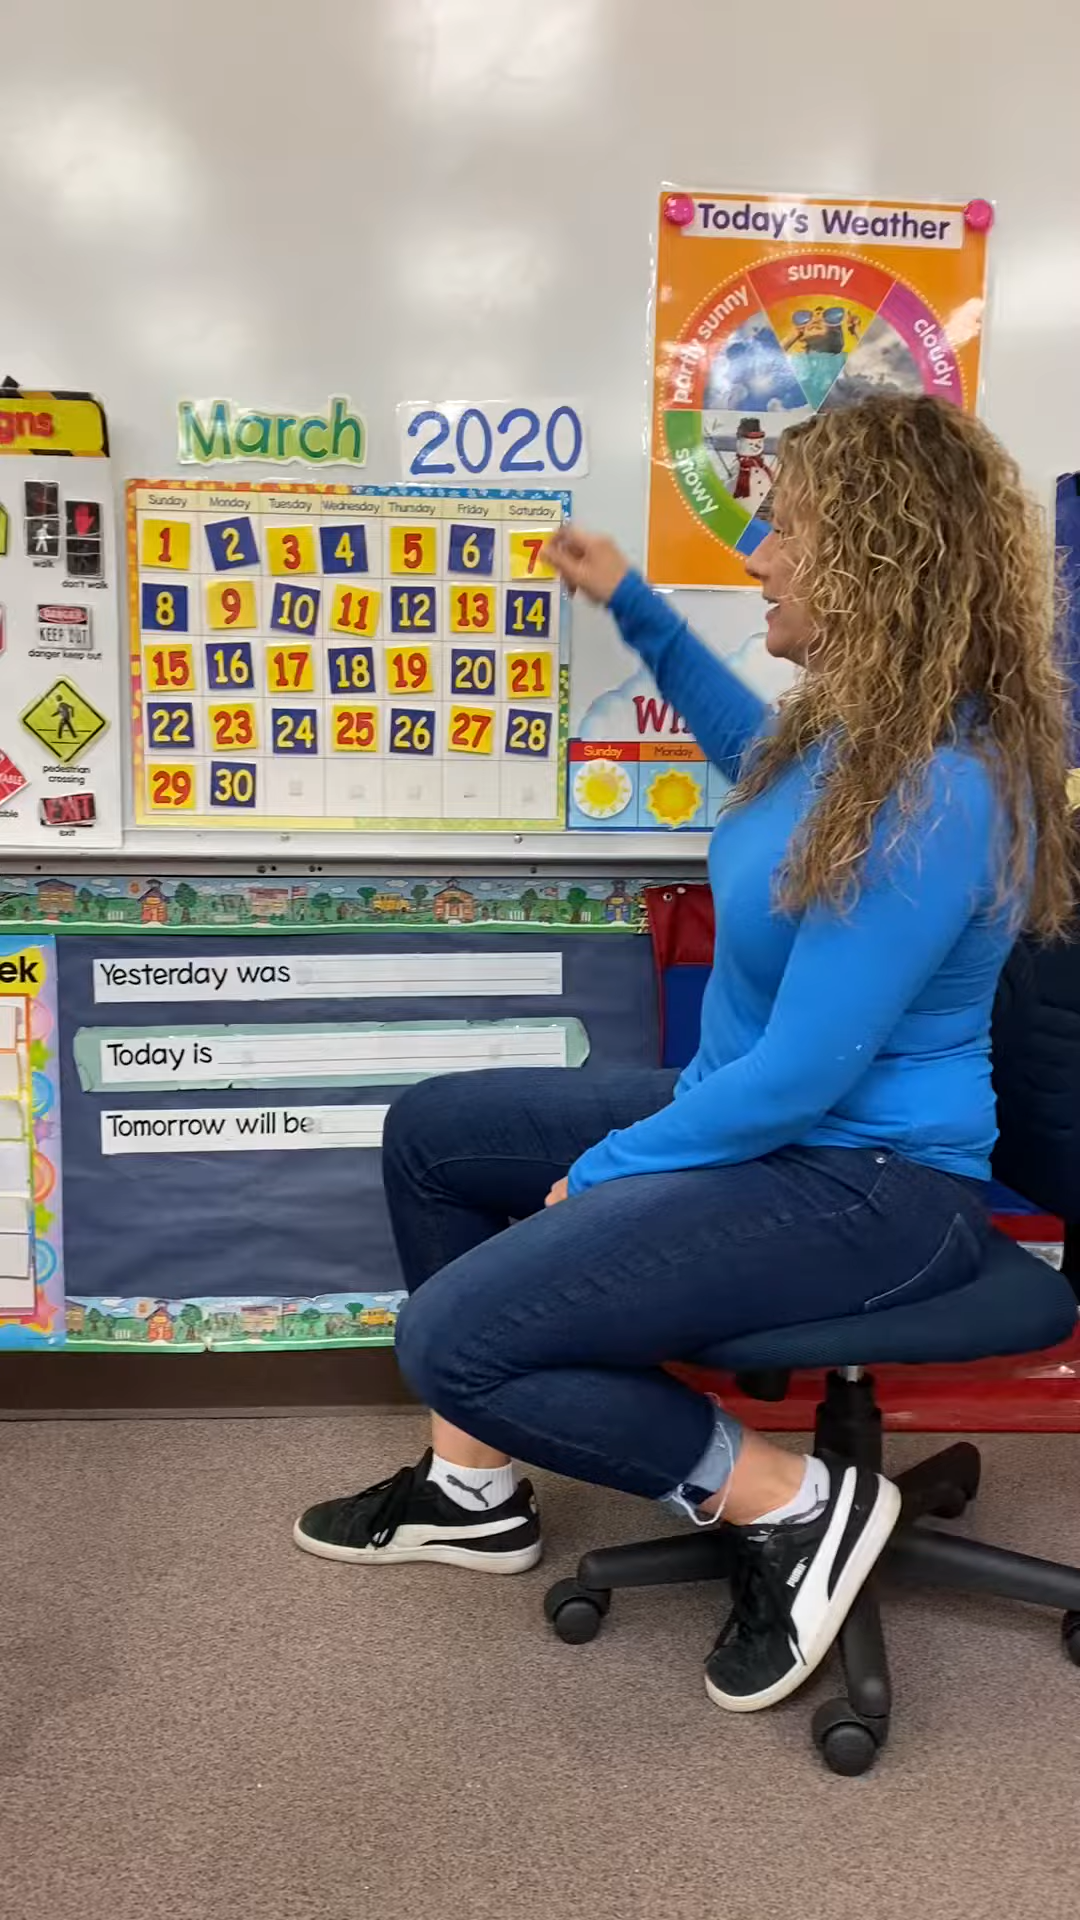 Today's Weather
sunny
partly sunny
cloudy
snowy
March 2020
Sunday Monday Tuesday Wednesday Thursday Friday Saturday
1 2 3 4 5 6 7
8 9 10 11 12 13 14
15 16 17 18 19 20 21
22 23 24 25 26 27 28
29 30
gns
walk
don't walk
DANGER
KEEP OUT
danger keep out
pedestrian
crossing
EXIT
exit
TABLE
able
Sunday Monday
ek
Yesterday was
Today is
Tomorrow will be
PUMA